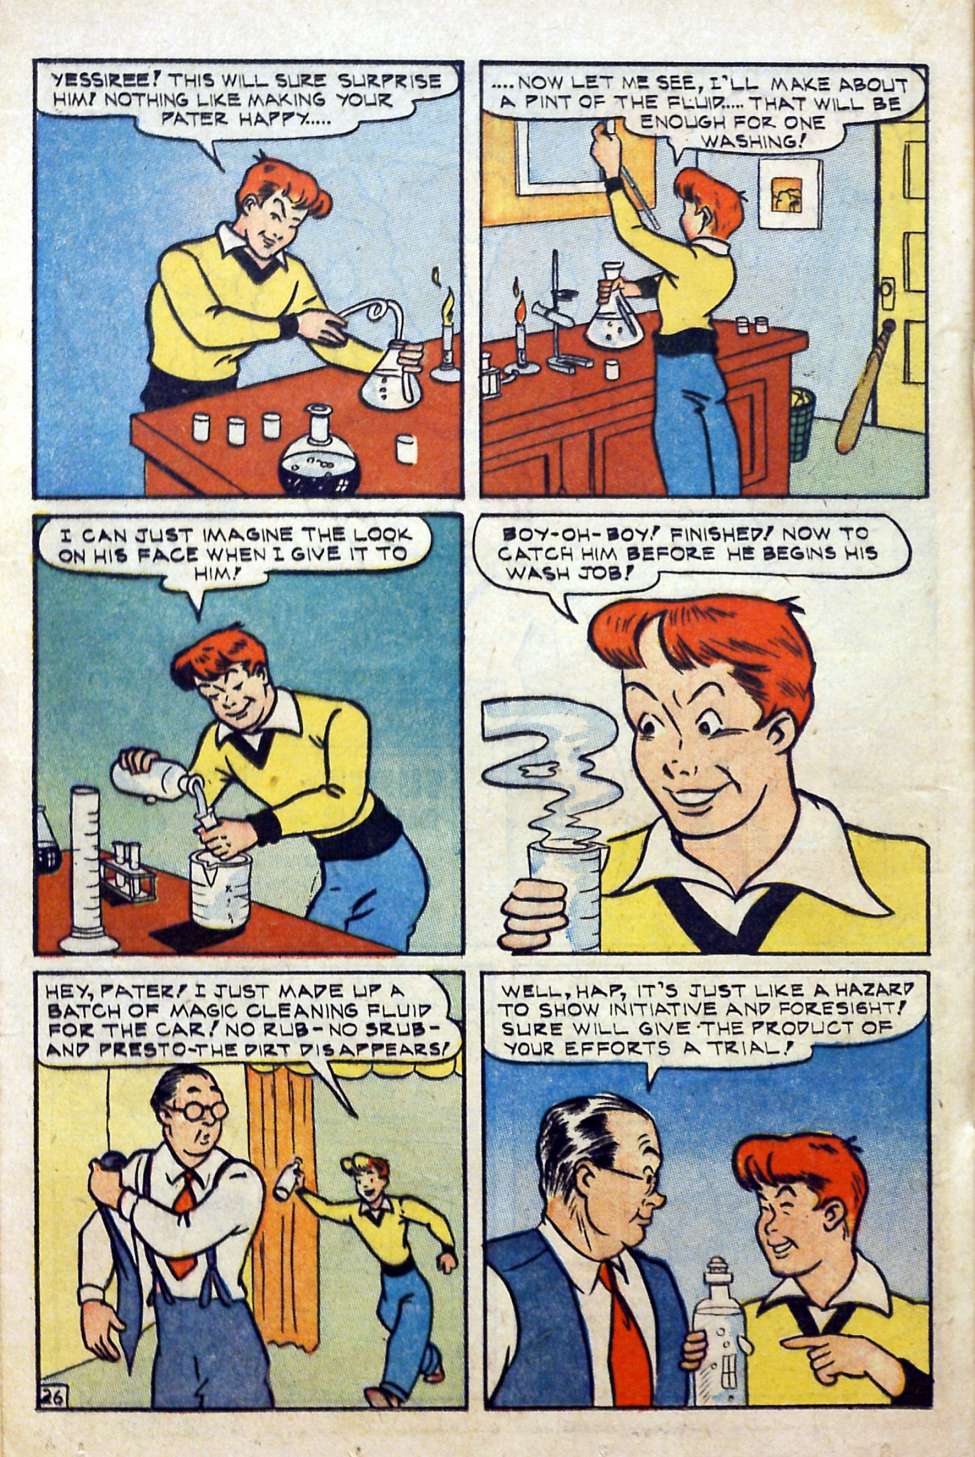 YESSIREE! THIS WILL SURE SURPRISE
HIM! NOTHING LIKE MAKING YOUR
PATER HAPPY....
....NOW LET ME SEE, I'LL MAKE ABOUT
A PINT OF THE FLUID.... THAT WILL BE
ENOUGH FOR ONE
WASHING!
I CAN JUST IMAGINE THE LOOK
ON HIS FACE WHEN I GIVE IT TO
HIM!
BOY-OH-BOY! FINISHED! NOW TO
CATCH HIM BEFORE HE BEGINS HIS
WASH JOB!
HEY, PATER! I JUST MADE UP A
BATCH OF MAGIC CLEANING FLUID
FOR THE CAR! NO RUB-NO SRUB-
AND PRESTO-THE DIRT DISAPPEARS!
WELL, HAP, IT'S JUST LIKE A HAZARD
TO SHOW INITIATIVE AND FORESIGHT!
SURE WILL GIVE THE PRODUCT OF
YOUR EFFORTS A TRIAL!
26